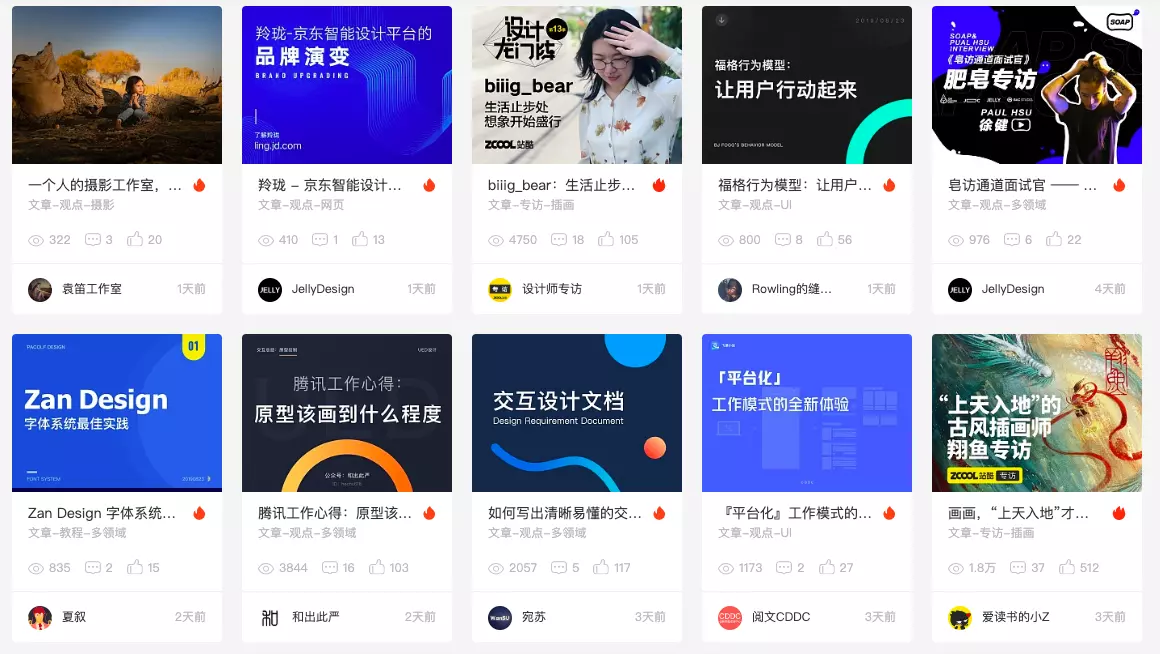 羚珑-京东智能设计平台的
品牌演变
BRAND UPGRADING
了解羚珑
ling.jd.com
设计
龙门阵
第13季
biiig_bear
生活止步处
想象开始盛行
ZCOOL 站酷
福格行为模型：
让用户行动起来
BJ FOGG'S BEHAVIOR MODEL
SOAP
SOAP&
PUAL HSU
INTERVIEW
《皂访通道面试官》
肥皂专访
JELLY
PAUL HSU
徐健
一个人的摄影工作室，...
文章-观点-摄影
322 3 20
袁笛工作室 1天前
羚珑 – 京东智能设计...
文章-观点-网页
410 1 13
JELLY JellyDesign 1天前
biiig_bear：生活止步...
文章-专访-插画
4750 18 105
专访 设计师专访 1天前
福格行为模型：让用户...
文章-观点-UI
800 8 56
Rowling的缝... 1天前
皂访通道面试官 —— ...
文章-观点-多领域
976 6 22
JELLY JellyDesign 4天前
PACOLF DESIGN
01
Zan Design
字体系统最佳实践
FONT SYSTEM
腾讯工作心得：
原型该画到什么程度
公众号：和出此严
交互设计文档
Design Requirement Document
「平台化」
工作模式的全新体验
“上天入地”的
古风插画师
翔鱼专访
ZCOOL 站酷 专访
Zan Design 字体系统...
文章-教程-多领域
835 2 15
夏叙 2天前
腾讯工作心得：原型该...
文章-观点-多领域
3844 16 103
和出此严 2天前
如何写出清晰易懂的交...
文章-观点-多领域
2057 5 117
WanSU 宛苏 3天前
『平台化』工作模式的...
文章-观点-UI
1173 2 27
CDDC 阅文CDDC 3天前
画画，“上天入地”才...
文章-专访-插画
1.8万 37 512
爱读书的小Z 3天前